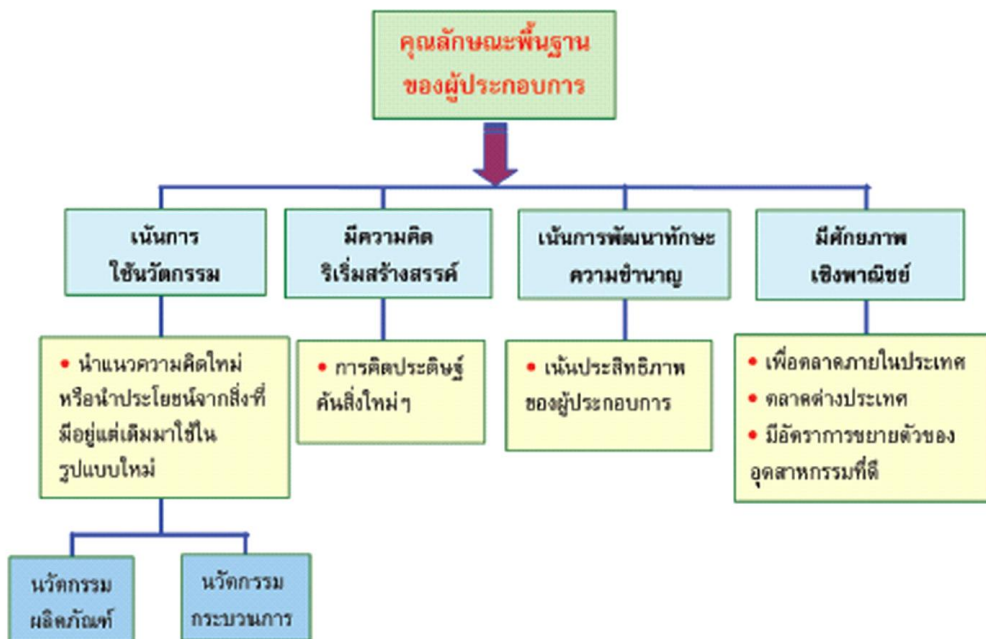 คุณลักษณะพื้นฐาน
ของผู้ประกอบการ
เน้นการ
ใช้นวัตกรรม
มีความคิด
ริเริ่มสร้างสรรค์
เน้นการพัฒนาทักษะ
ความชำนาญ
มีศักยภาพ
เชิงพาณิชย์
• นำแนวความคิดใหม่
หรือนำประโยชน์จากสิ่งที่
มีอยู่แต่เดิมมาใช้ใน
รูปแบบใหม่
• การคิดประดิษฐ์
คันสิ่งใหม่ๆ
• เน้นประสิทธิภาพ
ของผู้ประกอบการ
• เพื่อตลาดภายในประเทศ
• ตลาดต่างประเทศ
• มีอัตราการขยายตัวของ
อุตสาหกรรมที่ดี
นวัตกรรม
ผลิตภัณฑ์
นวัตกรรม
กระบวนการ